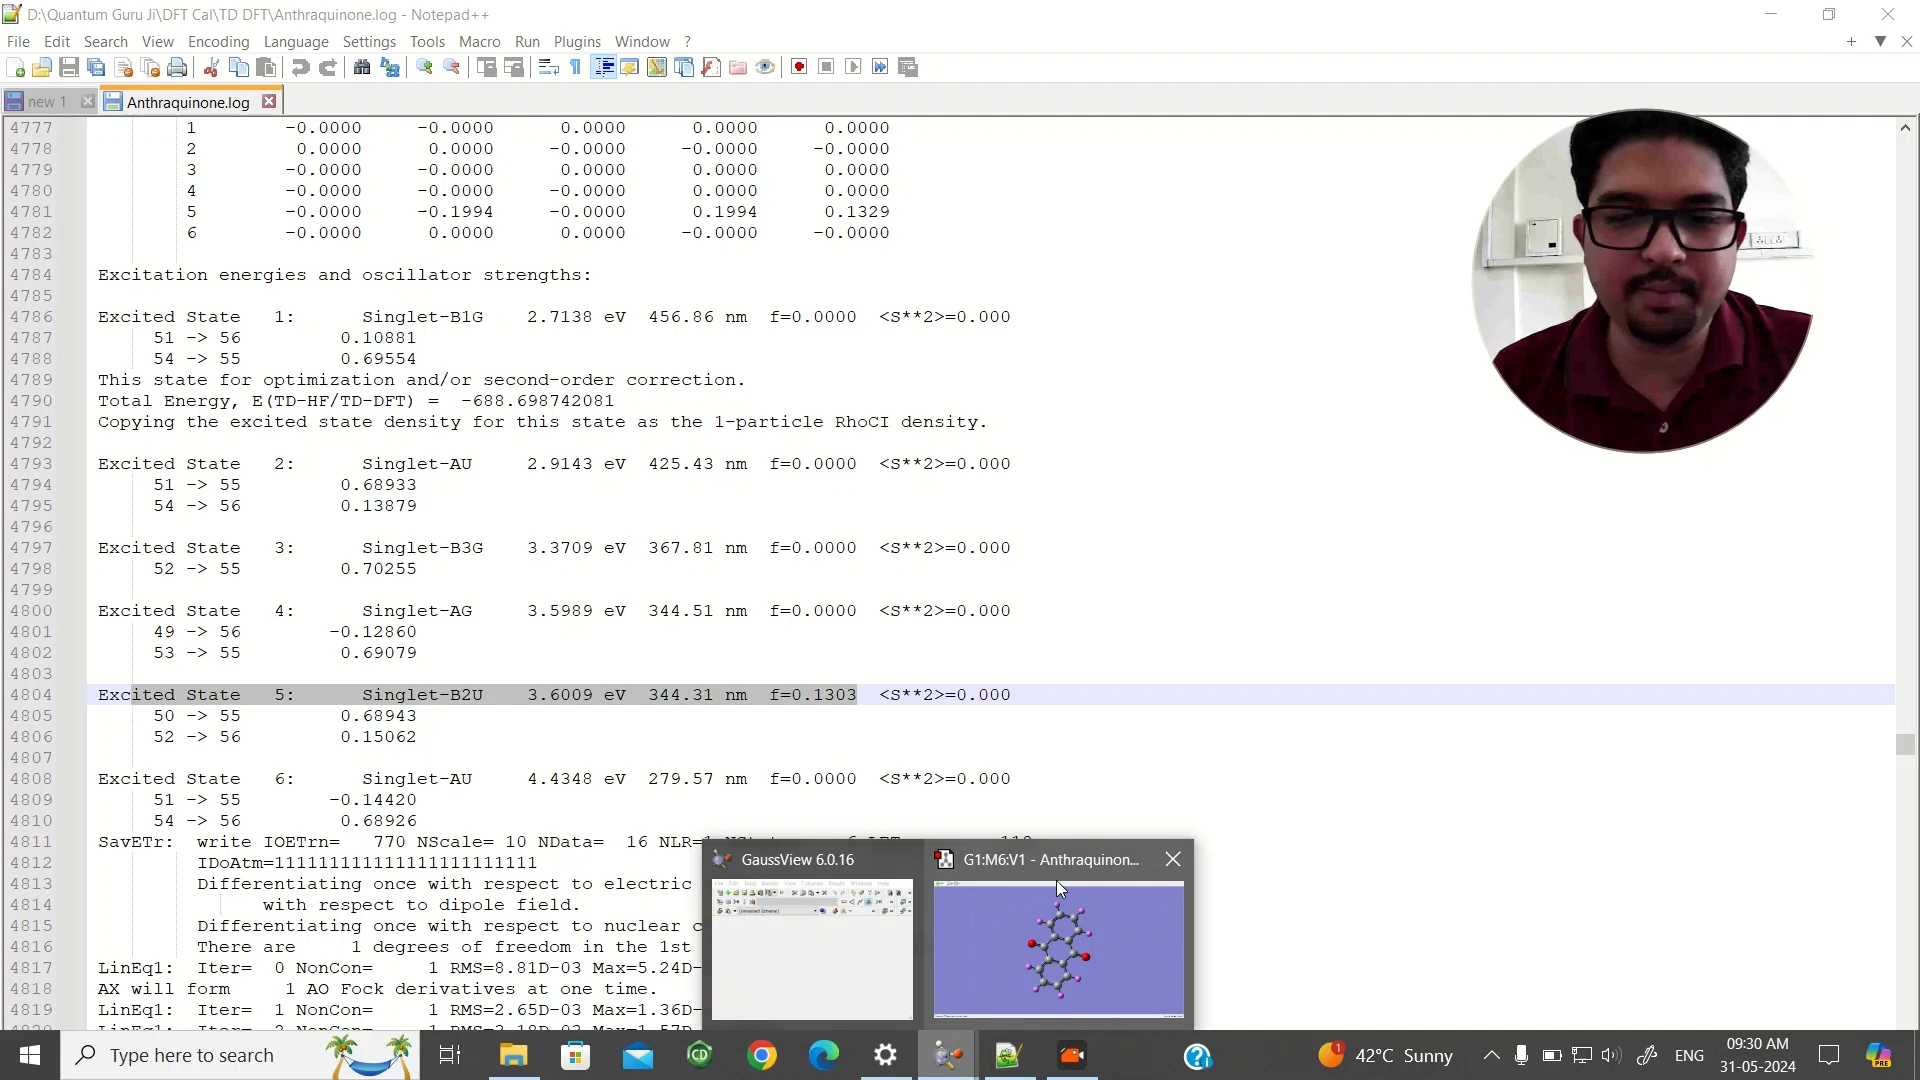 D:\Quantum Guru Ji\DFT Cal\TD DFT\Anthraquinone.log - Notepad++
File Edit Search View Encoding Language Settings Tools Macro Run Plugins Window ?
new 1 Anthraquinone.log
4777 1 -0.0000 -0.0000 0.0000 0.0000 0.0000
4778 2 0.0000 0.0000 -0.0000 -0.0000 -0.0000
4779 3 -0.0000 -0.0000 0.0000 0.0000 0.0000
4780 4 -0.0000 -0.0000 -0.0000 0.0000 0.0000
4781 5 -0.0000 -0.1994 -0.0000 0.1994 0.1329
4782 6 -0.0000 0.0000 0.0000 -0.0000 -0.0000
4783
4784 Excitation energies and oscillator strengths:
4785
4786 Excited State 1: Singlet-B1G 2.7138 eV 456.86 nm f=0.0000 <S**2>=0.000
4787 51 -> 56 0.10881
4788 54 -> 55 0.69554
4789 This state for optimization and/or second-order correction.
4790 Total Energy, E(TD-HF/TD-DFT) = -688.698742081
4791 Copying the excited state density for this state as the 1-particle RhoCI density.
4792
4793 Excited State 2: Singlet-AU 2.9143 eV 425.43 nm f=0.0000 <S**2>=0.000
4794 51 -> 55 0.68933
4795 54 -> 56 0.13879
4796
4797 Excited State 3: Singlet-B3G 3.3709 eV 367.81 nm f=0.0000 <S**2>=0.000
4798 52 -> 55 0.70255
4799
4800 Excited State 4: Singlet-AG 3.5989 eV 344.51 nm f=0.0000 <S**2>=0.000
4801 49 -> 56 -0.12860
4802 53 -> 55 0.69079
4803
4804 Excited State 5: Singlet-B2U 3.6009 eV 344.31 nm f=0.1303 <S**2>=0.000
4805 50 -> 55 0.68943
4806 52 -> 56 0.15062
4807
4808 Excited State 6: Singlet-AU 4.4348 eV 279.57 nm f=0.0000 <S**2>=0.000
4809 51 -> 55 -0.14420
4810 54 -> 56 0.68926
4811 SavETr: write IOETrn= 770 NScale= 10 NData= 16 NLR=1
4812 IDoAtm=111111111111111111111111
4813 Differentiating once with respect to electric
4814 with respect to dipole field.
4815 Differentiating once with respect to nuclear c
4816 There are 1 degrees of freedom in the 1st
4817 LinEq1: Iter= 0 NonCon= 1 RMS=8.81D-03 Max=5.24D-
4818 AX will form 1 AO Fock derivatives at one time.
4819 LinEq1: Iter= 1 NonCon= 1 RMS=2.65D-03 Max=1.36D-
GaussView 6.0.16
G1:M6:V1 - Anthraquinon...
Type here to search
42°C Sunny
ENG
09:30 AM
31-05-2024